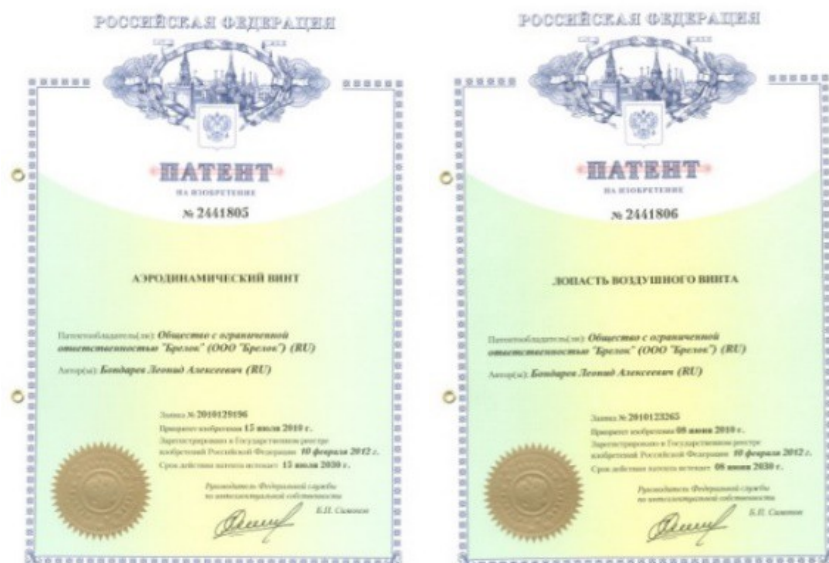 РОССИЙСКАЯ ФЕДЕРАЦИЯ
ПАТЕНТ
НА ИЗОБРЕТЕНИЕ
№ 2441805
АЭРОДИНАМИЧЕСКИЙ ВИНТ
Патентообладатель(ли): Общество с ограниченной
ответственностью "Брелок" (ООО "Брелок") (RU)
Автор(ы): Бондарев Леонид Алексеевич (RU)
Заявка № 2010129196
Приоритет изобретения 15 июля 2010 г.
Зарегистрировано в Государственном реестре
изобретений Российской Федерации 10 февраля 2012 г.
Срок действия патента истекает 15 июля 2030 г.
Руководитель Федеральной службы
по интеллектуальной собственности
Б.П. Симонов
РОССИЙСКАЯ ФЕДЕРАЦИЯ
ПАТЕНТ
НА ИЗОБРЕТЕНИЕ
№ 2441806
ЛОПАСТЬ ВОЗДУШНОГО ВИНТА
Патентообладатель(ли): Общество с ограниченной
ответственностью "Брелок" (ООО "Брелок") (RU)
Автор(ы): Бондарев Леонид Алексеевич (RU)
Заявка № 2010123265
Приоритет изобретения 08 июня 2010 г.
Зарегистрировано в Государственном реестре
изобретений Российской Федерации 10 февраля 2012 г.
Срок действия патента истекает 08 июня 2030 г.
Руководитель Федеральной службы
по интеллектуальной собственности
Б.П. Симонов